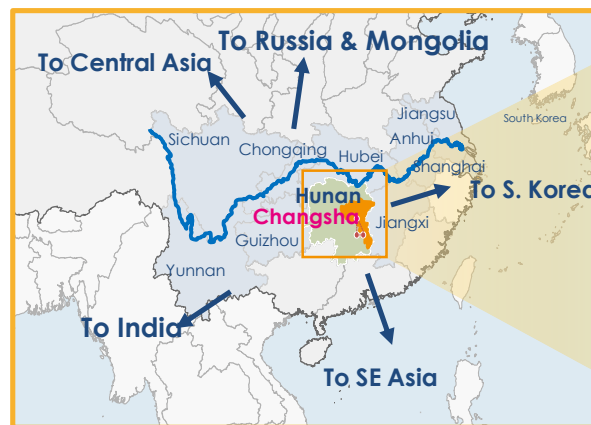 To Russia & Mongolia
To Central Asia
Jiangsu
South Korea
Sichuan
Anhui
Chongqing
Hubei
Shanghai
Hunan
To S. Korea
Changsha
Jiangxi
Guizhou
Yunnan
To India
To SE Asia